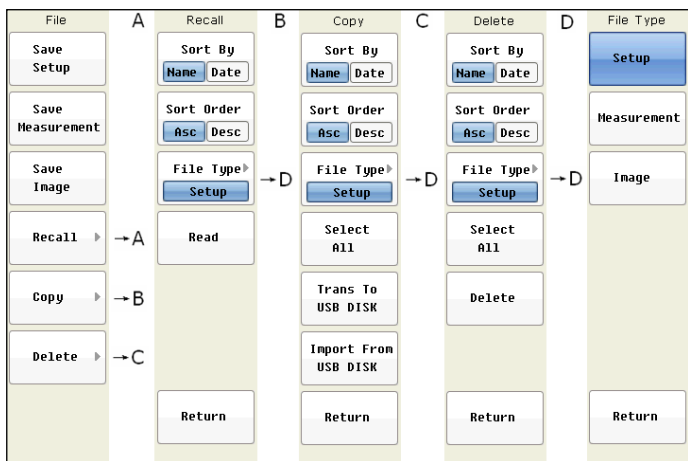 File
Save
Setup
Save
Measurement
Save
Image
Recall
→A
Copy
→B
Delete
→C
A
Recall
Sort By
Name Date
Sort Order
Asc Desc
File Type
Setup
→D
Read
Return
B
Copy
Sort By
Name Date
Sort Order
Asc Desc
File Type
Setup
→D
Select
All
Trans To
USB DISK
Import From
USB DISK
Return
C
Delete
Sort By
Name Date
Sort Order
Asc Desc
File Type
Setup
→D
Select
All
Delete
Return
D
File Type
Setup
Measurement
Image
Return